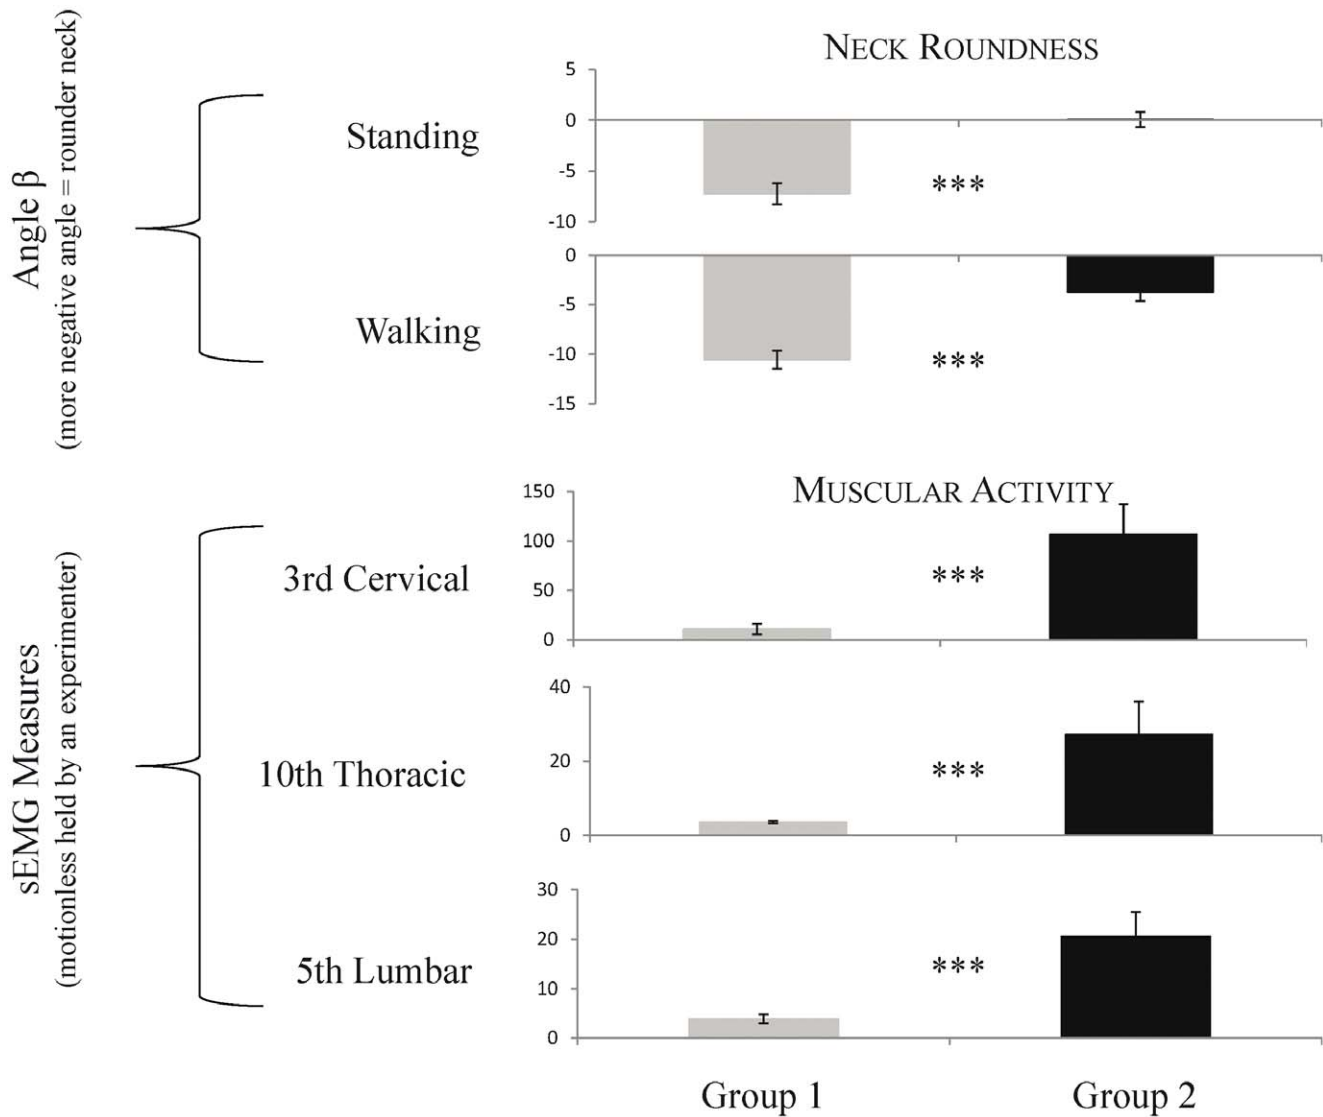 NECK ROUNDNESS
Angle β
(more negative angle = rounder neck)
Standing
5
0
-5
-10
***
Walking
0
-5
-10
-15
***
MUSCULAR ACTIVITY
sEMG Measures
(motionless held by an experimenter)
3rd Cervical
150
100
50
0
***
10th Thoracic
40
20
0
***
5th Lumbar
30
20
10
0
***
Group 1
Group 2